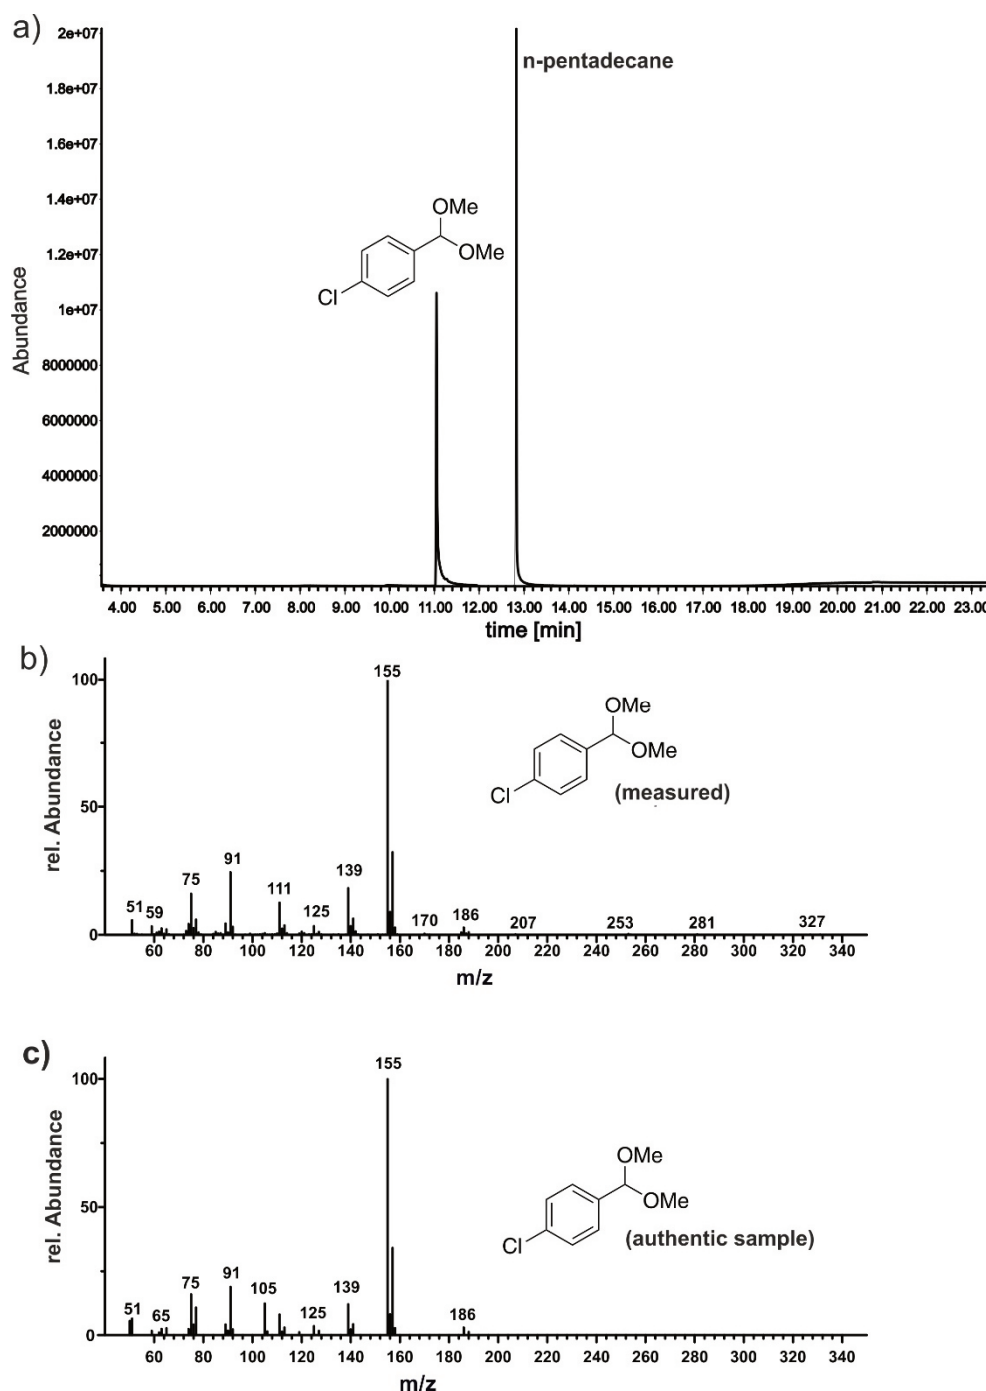 a)
2e+07
n-pentadecane
1.8e+07
1.6e+07
1.4e+07
OMe
OMe
1.2e+07
Cl
1e+07
8000000
6000000
4000000
2000000
Abundance
4.00 5.00 6.00 7.00 8.00 9.00 10.00 11.00 12.00 13.00 14.00 15.00 16.00 17.00 18.00 19.00 20.00 21.00 22.00 23.00
time [min]
b)
100
50
0
rel. Abundance
155
OMe
OMe
Cl
(measured)
51 59 75 91 111 125 139 170 186 207 253 281 327
60 80 100 120 140 160 180 200 220 240 260 280 300 320 340
m/z
c)
100
50
0
rel. Abundance
155
OMe
OMe
Cl
(authentic sample)
51 65 75 91 105 125 139 186
60 80 100 120 140 160 180 200 220 240 260 280 300 320 340
m/z